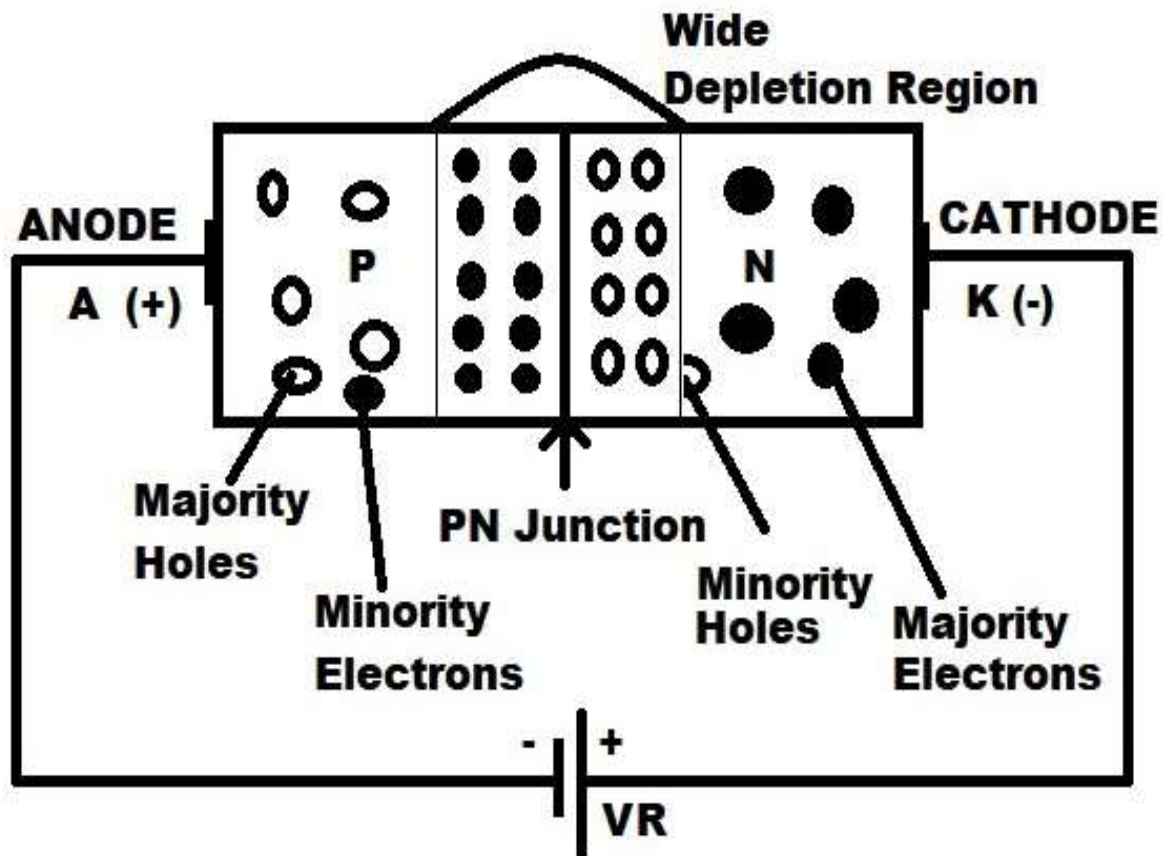 Wide
Depletion Region
ANODE
CATHODE
P
N
A (+)
K (-)
Majority
Holes
PN Junction
Minority
Electrons
Minority
Holes
Majority
Electrons
- +
VR